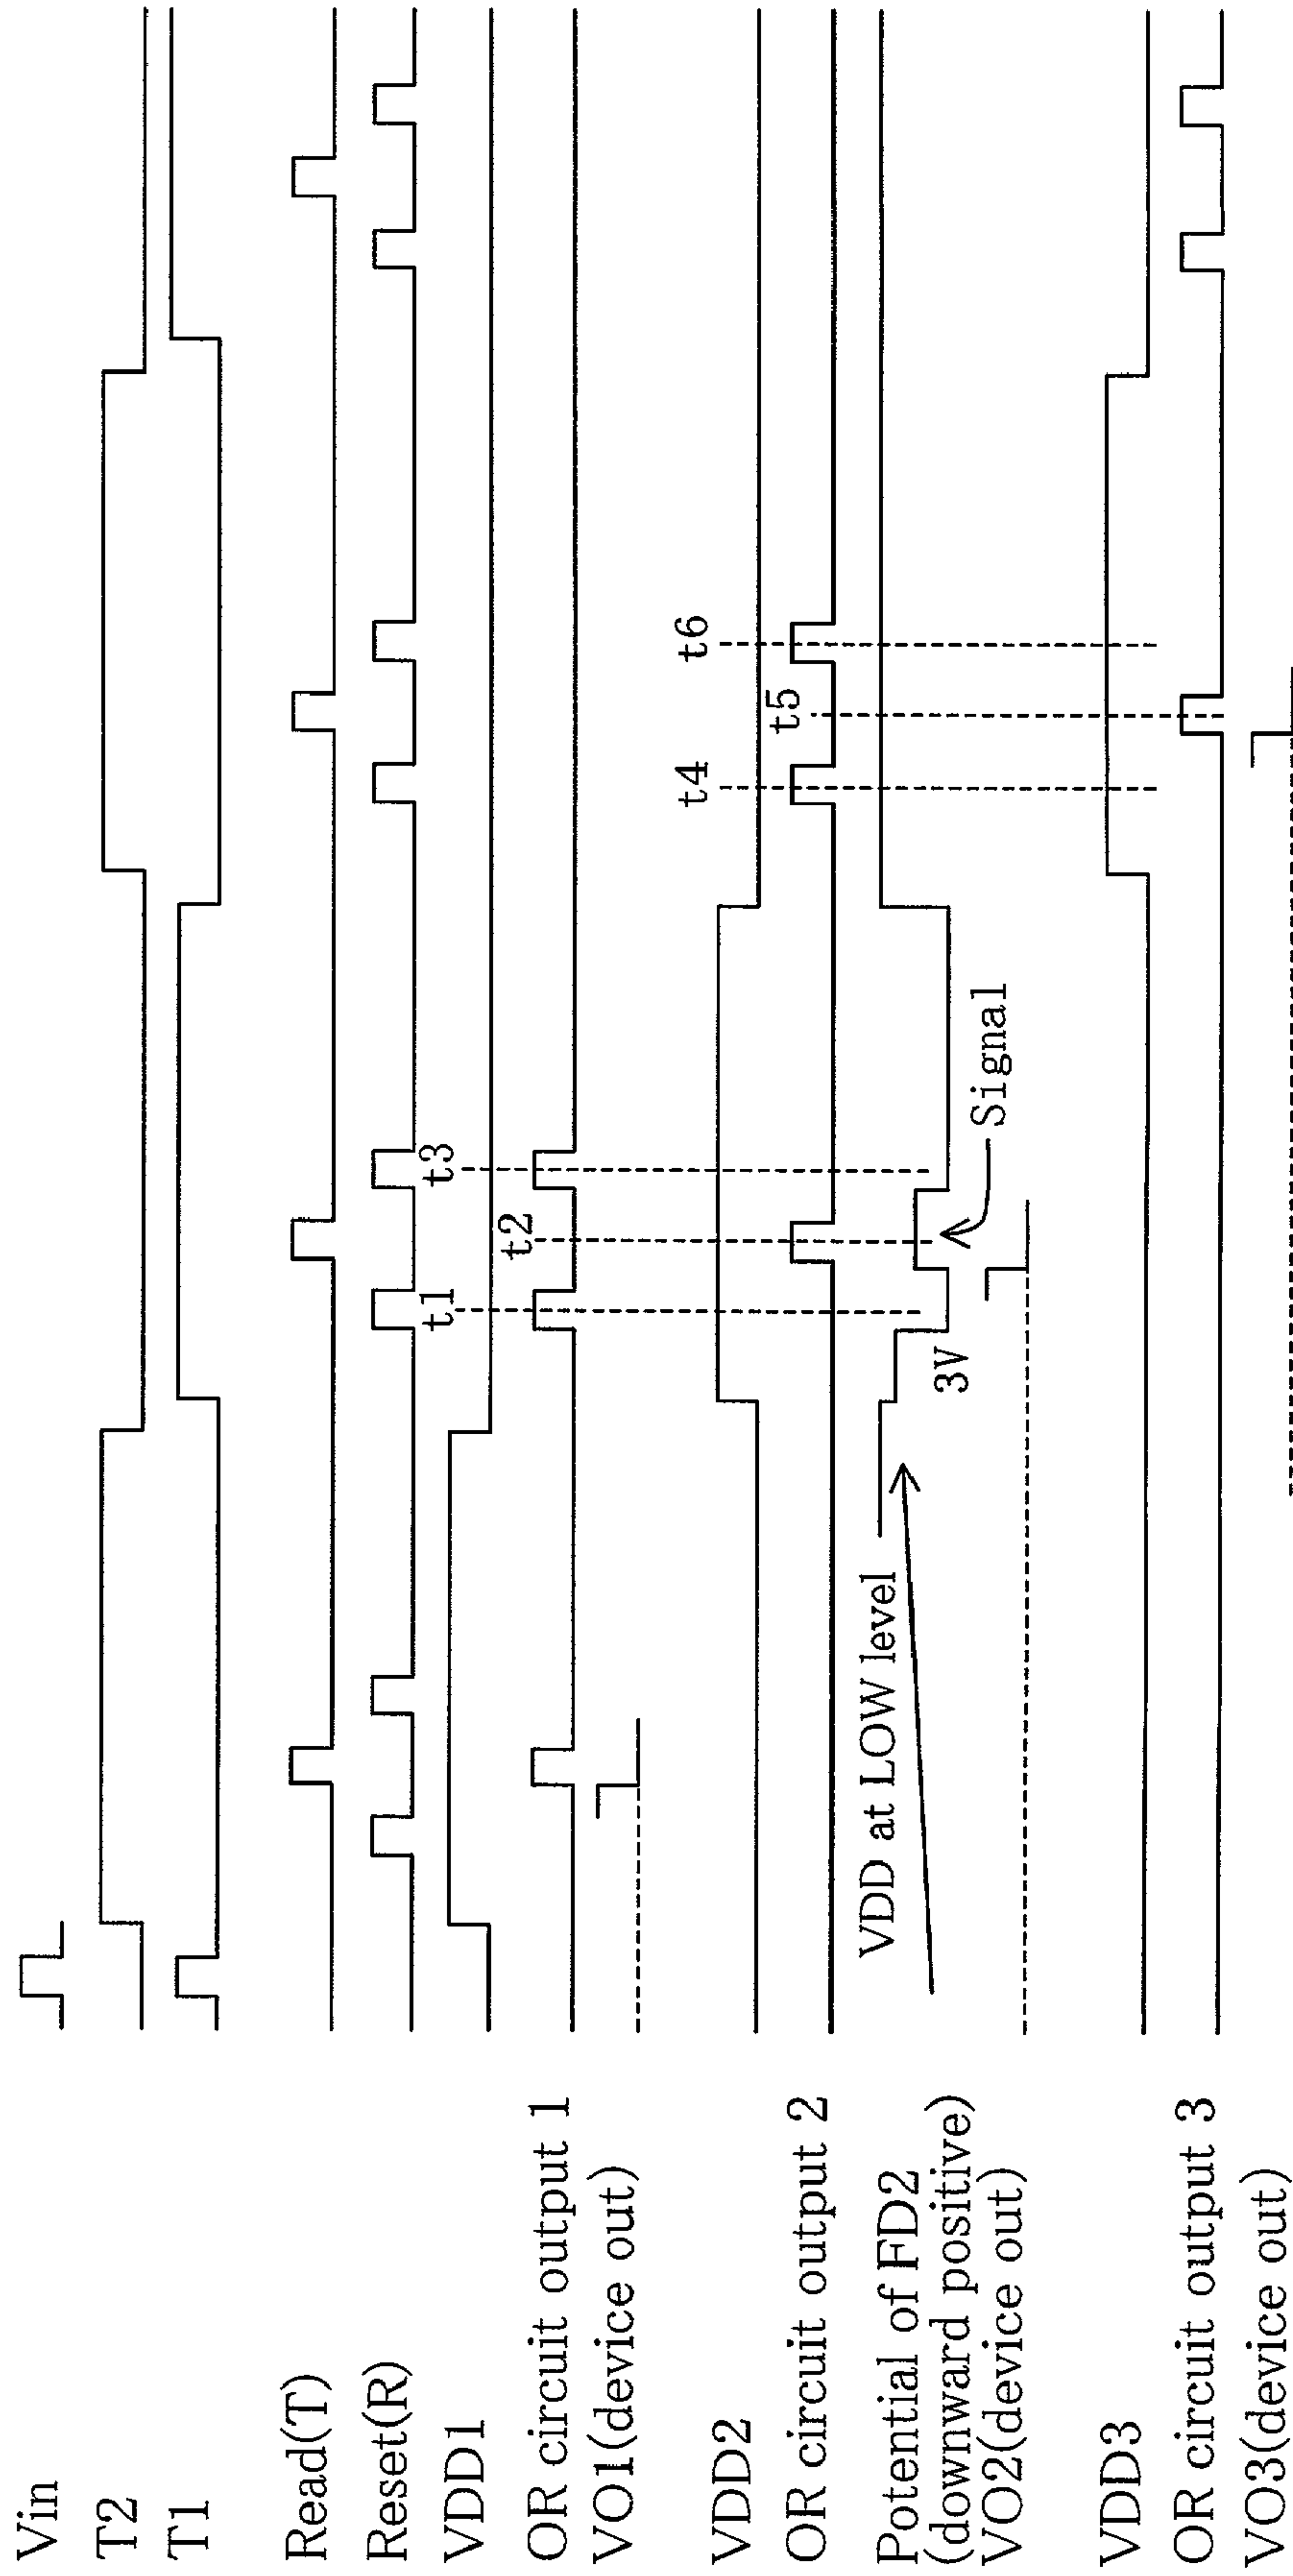 Vin
T2
T1
Read(T)
Reset(R)
VDD1
t1
t3
OR circuit output 1
t2
VO1(device out)
VDD2
t4
t6
OR circuit output 2
t5
Potential of FD2
(downward positive)
VDD at LOW level
3V
Signal
VO2(device out)
VDD3
OR circuit output 3
VO3(device out)